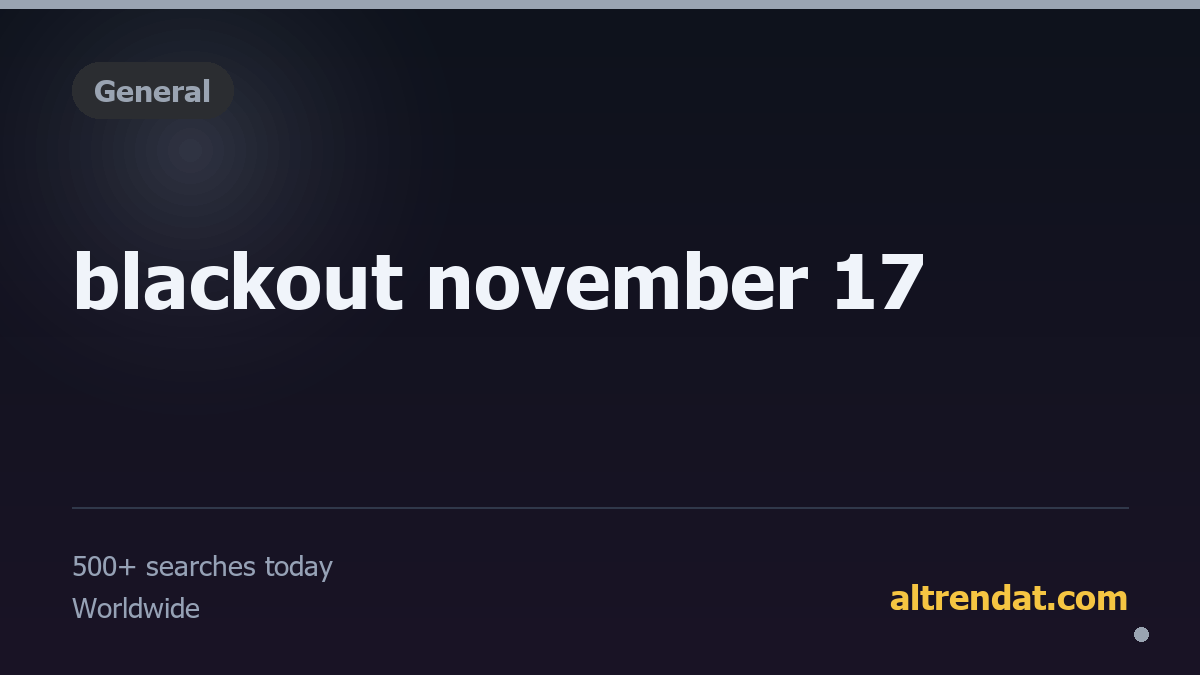 General
blackout november 17
500+ searches today
Worldwide
altrendat.com